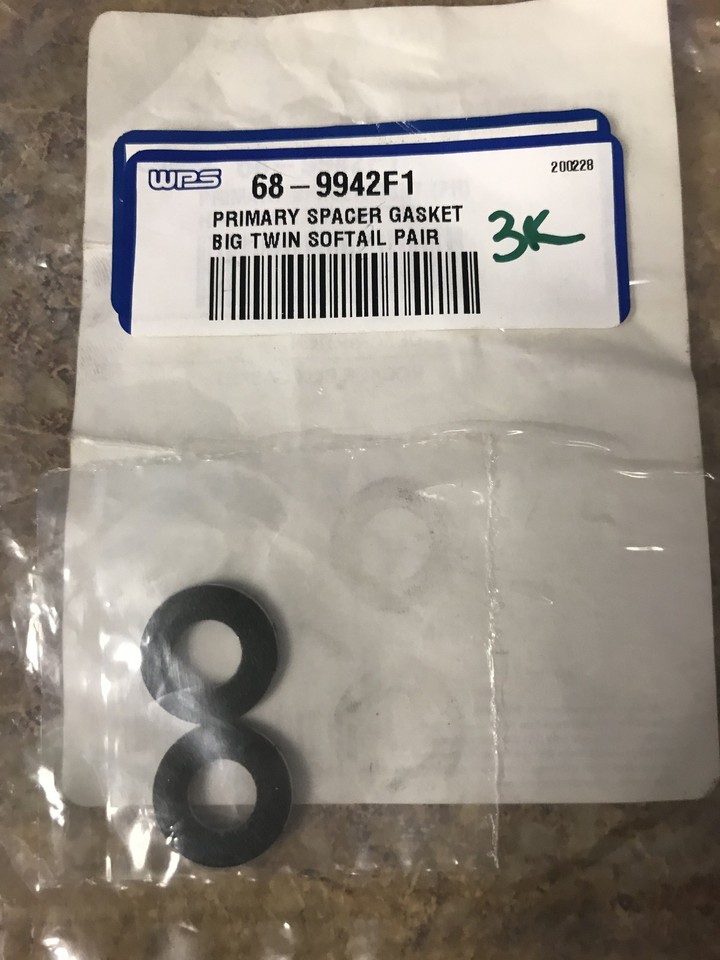 WPS 68-9942F1 200228
PRIMARY SPACER GASKET
BIG TWIN SOFTAIL PAIR
3K